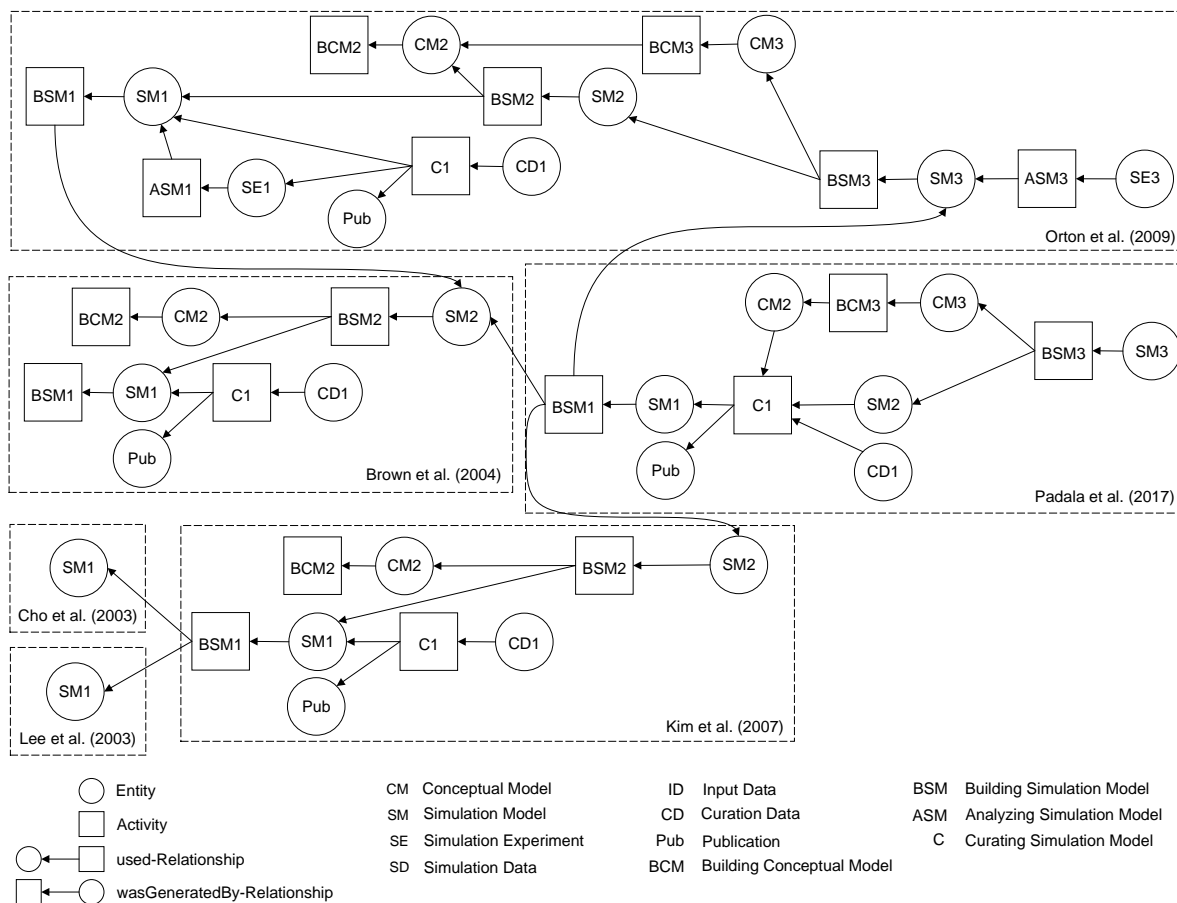 BCM2
CM2
BCM3
CM3
BSM1
SM1
BSM2
SM2
ASM1
SE1
C1
CD1
Pub
BSM3
SM3
ASM3
SE3
Orton et al. (2009)
BCM2
CM2
BSM2
SM2
BSM1
SM1
C1
CD1
Pub
Brown et al. (2004)
CM2
BCM3
CM3
BSM3
SM3
BSM1
SM1
C1
SM2
Pub
CD1
Padala et al. (2017)
SM1
Cho et al. (2003)
SM1
Lee et al. (2003)
BCM2
CM2
BSM2
SM2
BSM1
SM1
C1
CD1
Pub
Kim et al. (2007)
Entity
Activity
used-Relationship
wasGeneratedBy-Relationship
CM Conceptual Model
SM Simulation Model
SE Simulation Experiment
SD Simulation Data
ID Input Data
CD Curation Data
Pub Publication
BCM Building Conceptual Model
BSM Building Simulation Model
ASM Analyzing Simulation Model
C Curating Simulation Model